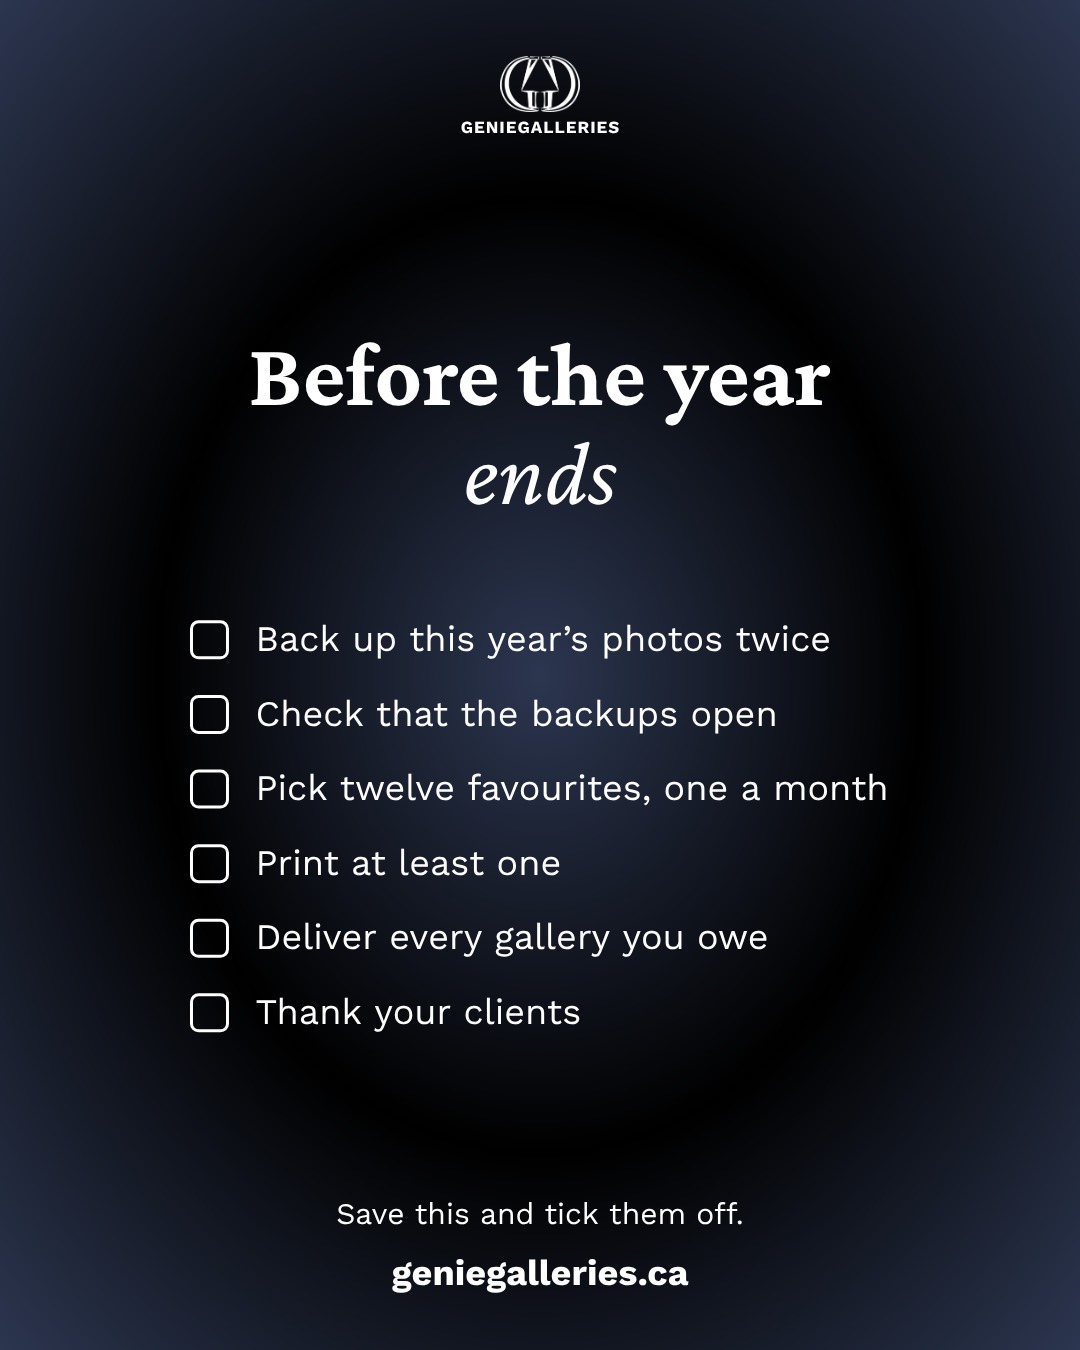 GENIEGALLERIES
Before the year
ends
Back up this year’s photos twice
Check that the backups open
Pick twelve favourites, one a month
Print at least one
Deliver every gallery you owe
Thank your clients
Save this and tick them off.
geniegalleries.ca